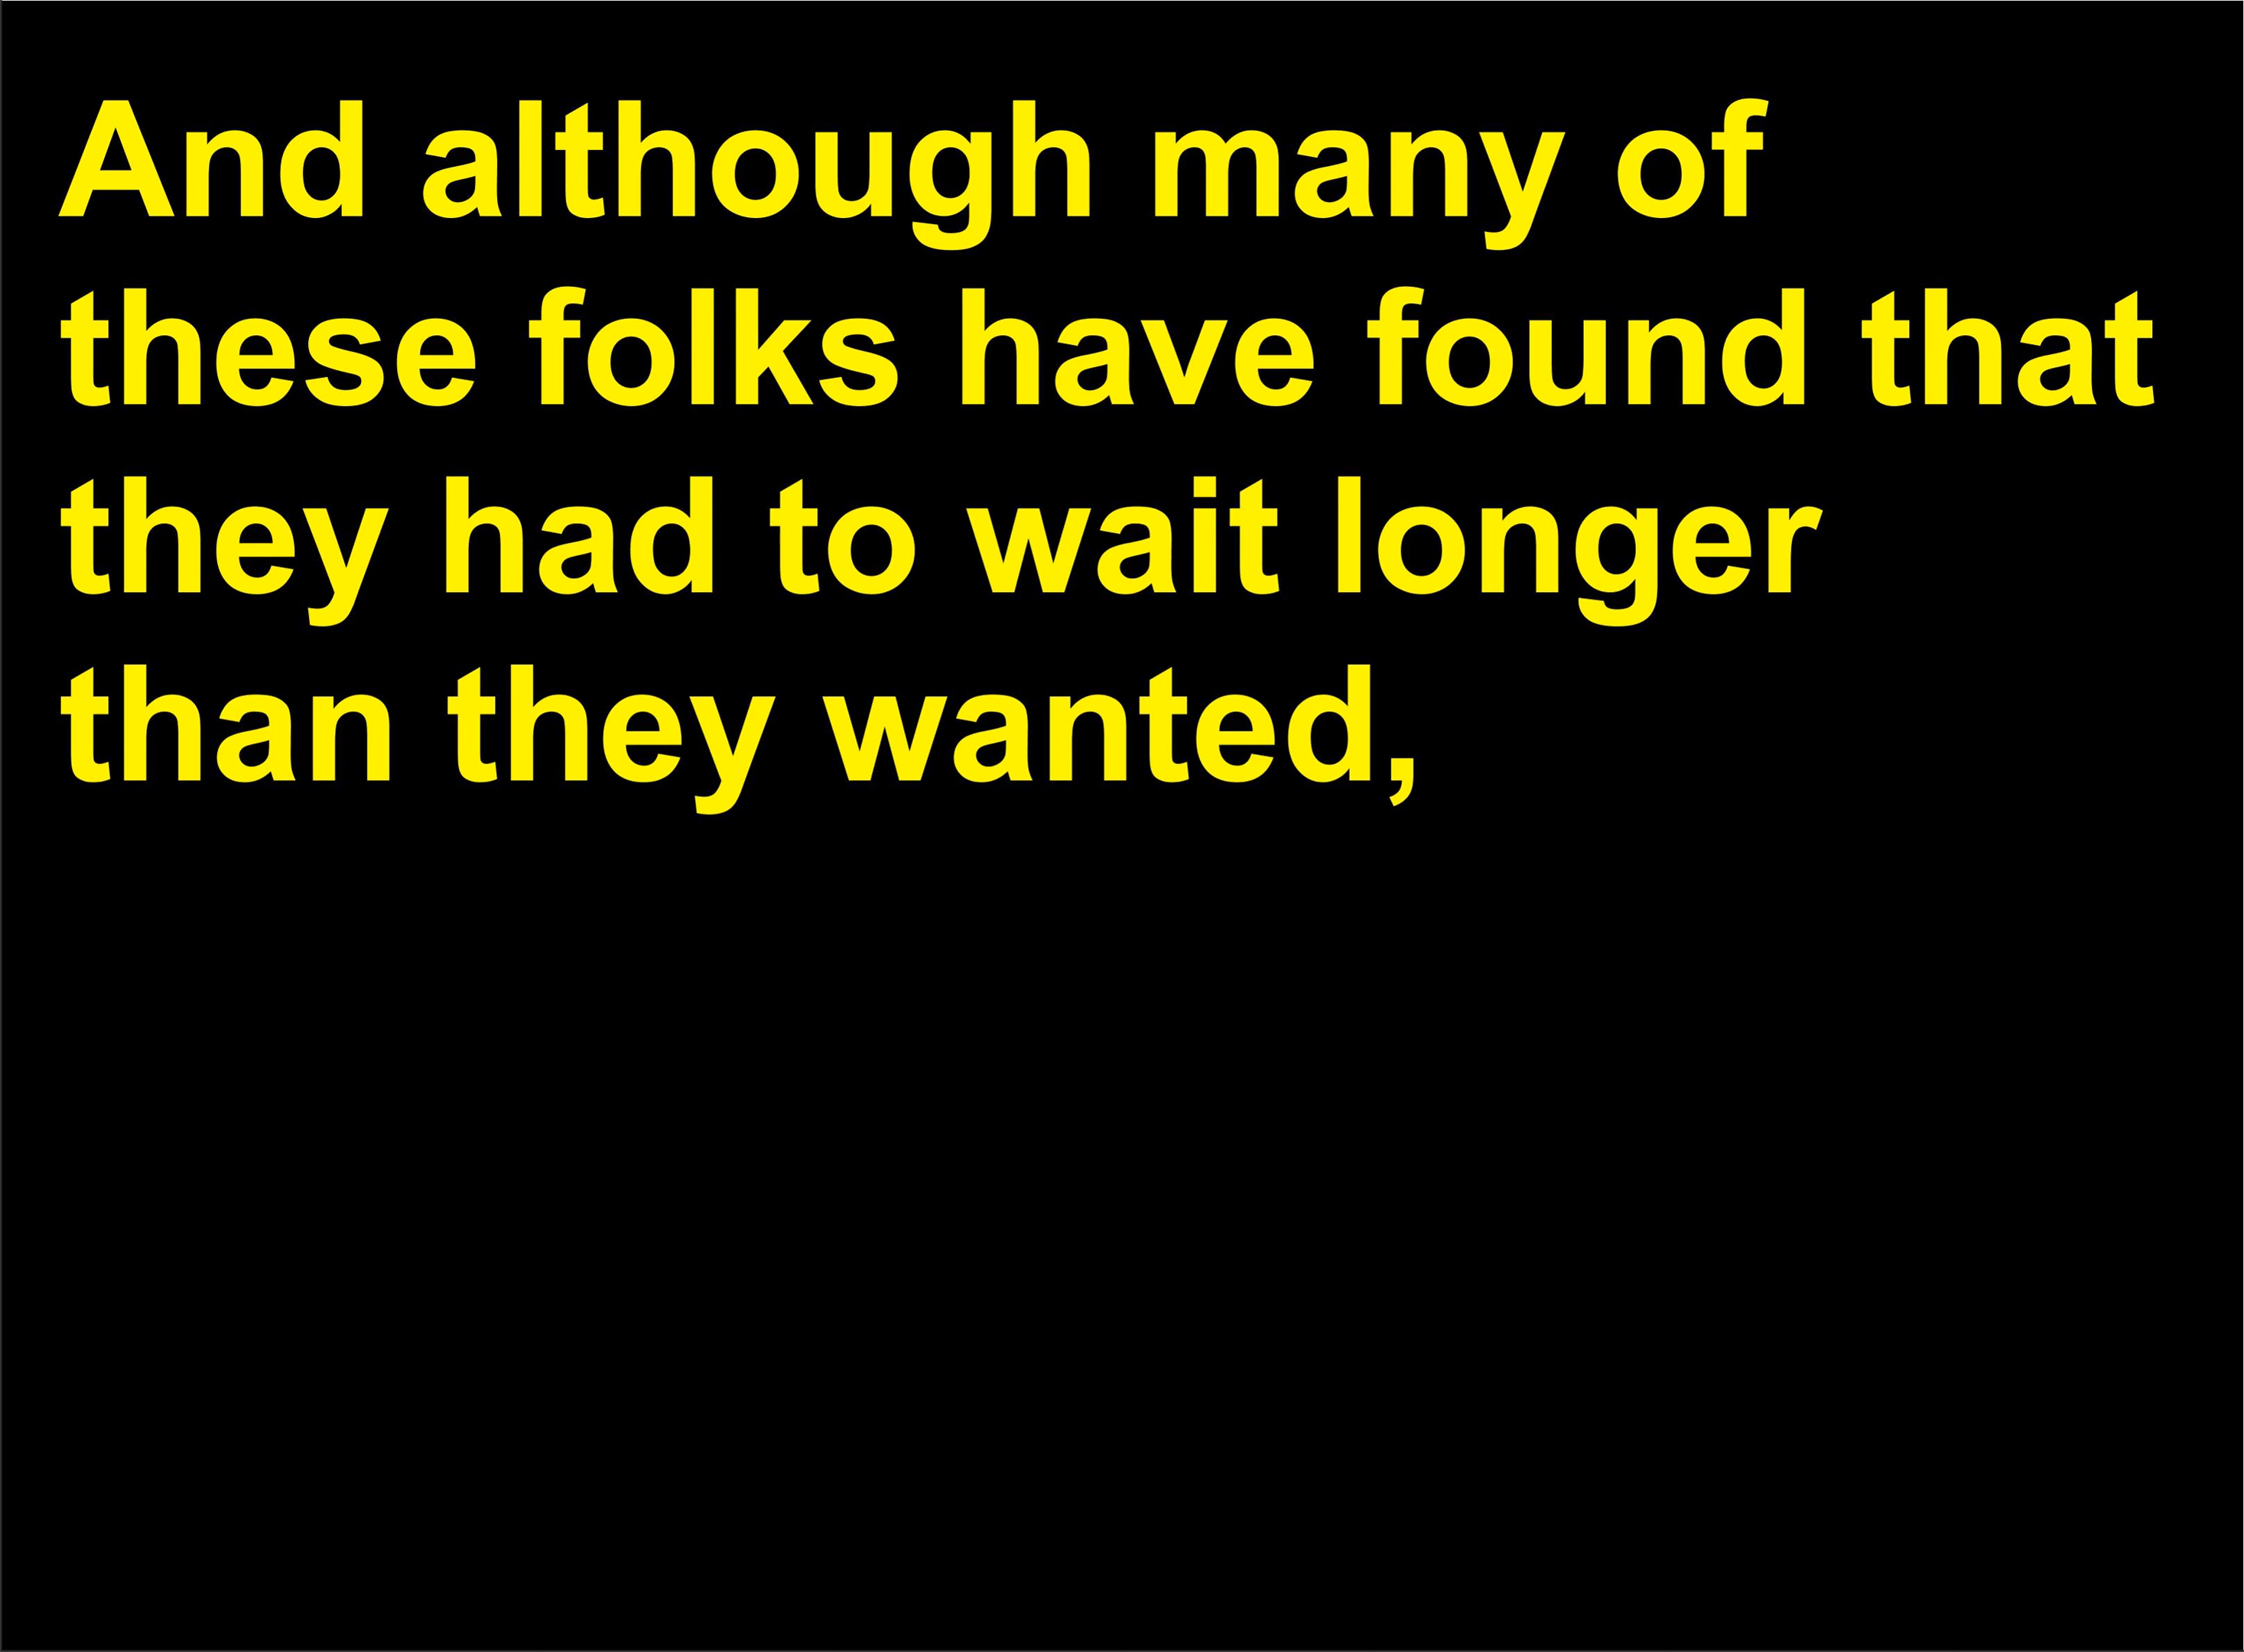 And although many of
these folks have found that
they had to wait longer
than they wanted,